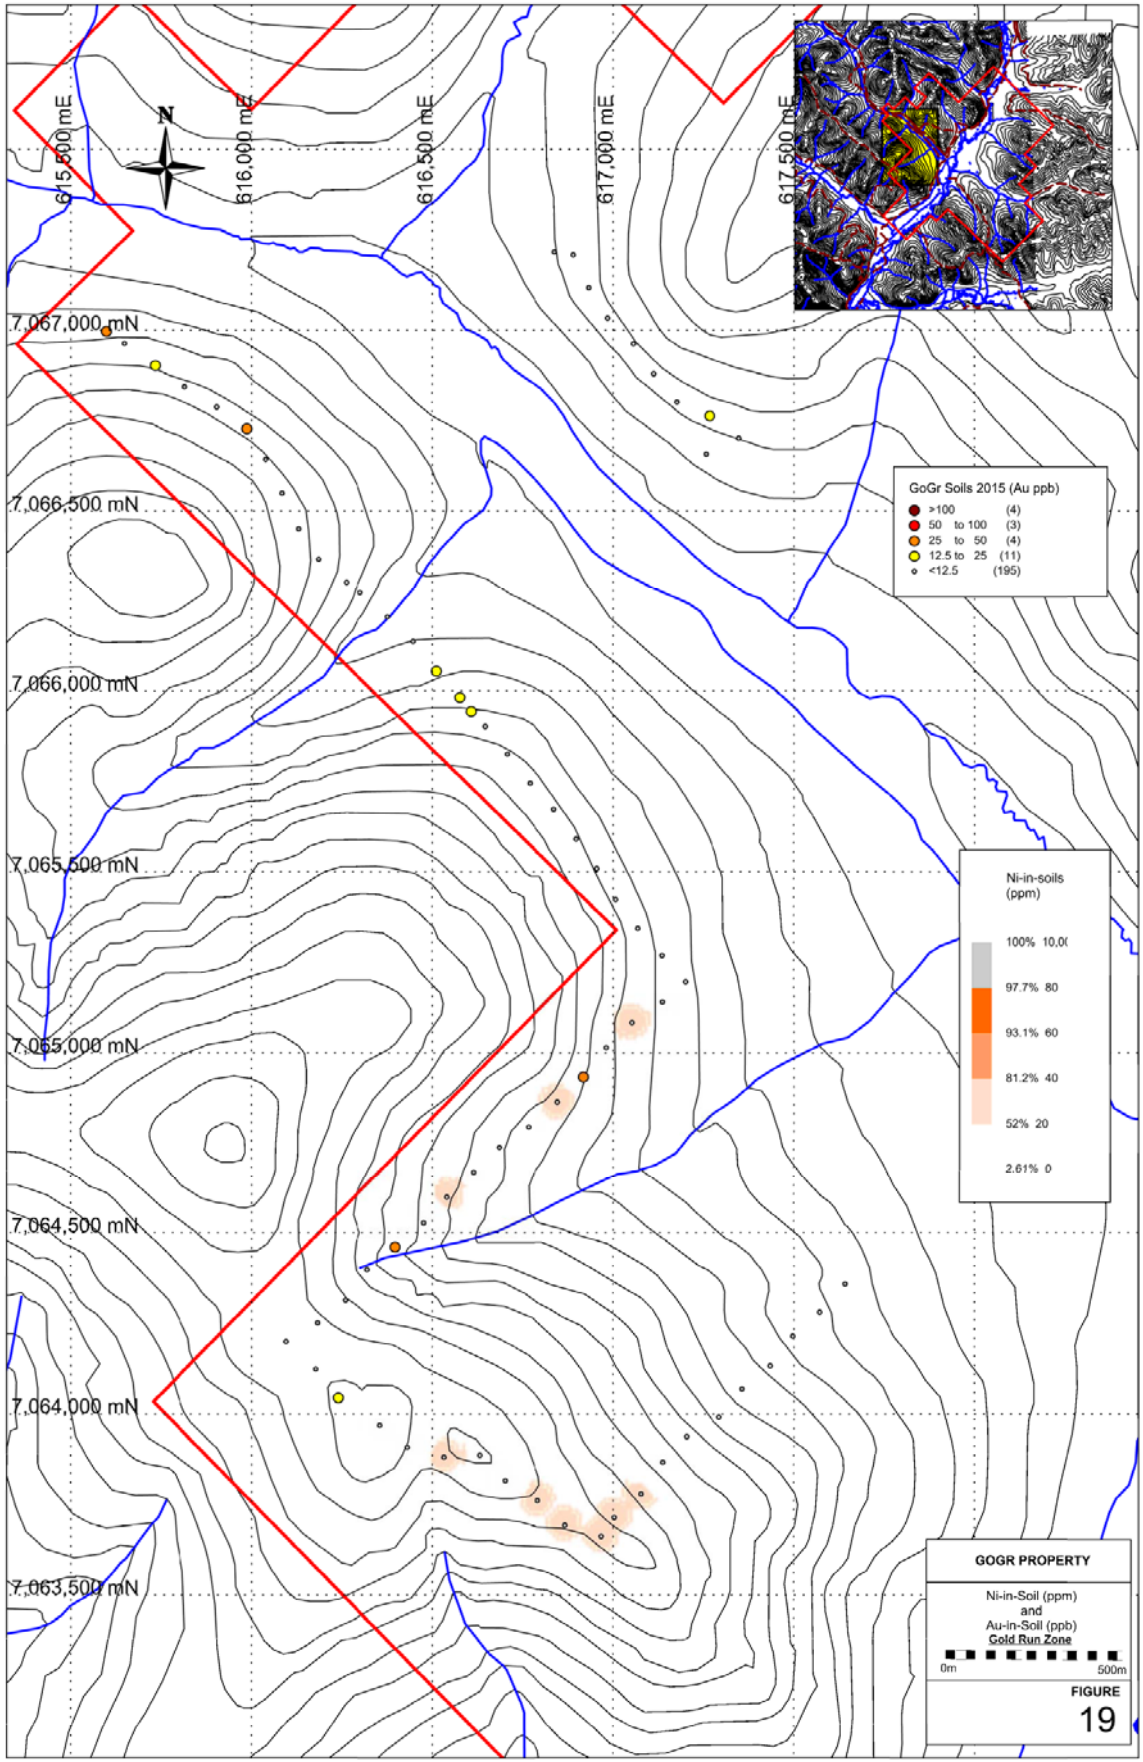 615,500 mE
N
616,000 mE
616,500 mE
617,000 mE
617,500 mE
7,067,000 mN
7,066,500 mN
GoGr Soils 2015 (Au ppb)
>100 (4)
50 to 100 (3)
25 to 50 (4)
12.5 to 25 (11)
<12.5 (195)
7,066,000 mN
7,065,500 mN
Ni-in-soils
(ppm)
100% 10,0(
97.7% 80
93.1% 60
81.2% 40
52% 20
2.61% 0
7,065,000 mN
7,064,500 mN
7,064,000 mN
7,063,500 mN
GOGR PROPERTY
Ni-in-Soil (ppm)
and
Au-in-Soil (ppb)
Gold Run Zone
0m 500m
FIGURE
19